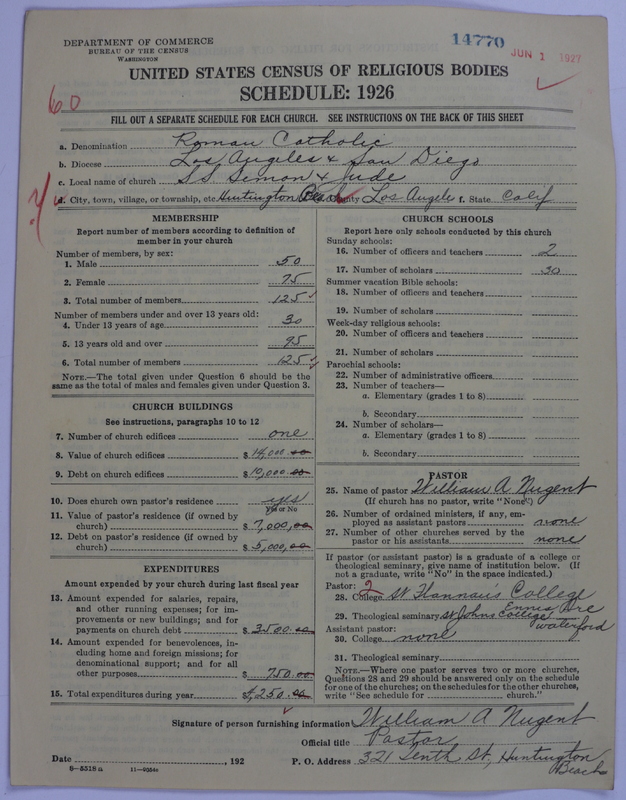 DEPARTMENT OF COMMERCE
BUREAU OF THE CENSUS
WASHINGTON
14770
JUN 1 1927
UNITED STATES CENSUS OF RELIGIOUS BODIES
SCHEDULE: 1926
60
FILL OUT A SEPARATE SCHEDULE FOR EACH CHURCH. SEE INSTRUCTIONS ON THE BACK OF THIS SHEET
a. Denomination Roman Catholic
b. Diocese Los Angeles & San Diego
c. Local name of church SS Simon & Jude
d. City, town, village, or township, etc. Huntington Beach County Los Angeles f. State Calif
MEMBERSHIP
Report number of members according to definition of
member in your church
Number of members, by sex:
1. Male 50
2. Female 75
3. Total number of members 125
Number of members under and over 13 years old:
4. Under 13 years of age 30
5. 13 years old and over 95
6. Total number of members 125
NOTE.—The total given under Question 6 should be the
same as the total of males and females given under Question 3.
CHURCH BUILDINGS
See instructions, paragraphs 10 to 12
7. Number of church edifices one
8. Value of church edifices $ 14,000.00
9. Debt on church edifices $ 10,000.00
10. Does church own pastor's residence yes
Yes or No
11. Value of pastor's residence (if owned by
church) $ 7,000,00
12. Debt on pastor's residence (if owned by
church) $ 5,000,00
EXPENDITURES
Amount expended by your church during last fiscal year
13. Amount expended for salaries, repairs,
and other running expenses; for im-
provements or new buildings; and for
payments on church debt $ 3500.00
14. Amount expended for benevolences, in-
cluding home and foreign missions; for
denominational support; and for all
other purposes $ 750.00
15. Total expenditures during year $ 4,250.00
CHURCH SCHOOLS
Report here only schools conducted by this church
Sunday schools:
16. Number of officers and teachers 2
17. Number of scholars 30
Summer vacation Bible schools:
18. Number of officers and teachers
19. Number of scholars
Week-day religious schools:
20. Number of officers and teachers
21. Number of scholars
Parochial schools:
22. Number of administrative officers
23. Number of teachers—
a. Elementary (grades 1 to 8)
b. Secondary
24. Number of scholars—
a. Elementary (grades 1 to 8)
b. Secondary
PASTOR
25. Name of pastor William A Nugent
(If church has no pastor, write "None")
26. Number of ordained ministers, if any, em-
ployed as assistant pastors none
27. Number of other churches served by the
pastor or his assistants none
If pastor (or assistant pastor) is a graduate of a college or
theological seminary, give name of institution below. (If
not a graduate, write "No" in the space indicated.)
Pastor: 2
28. College St Flannan's College
Ennis Ire
29. Theological seminary St Johns College Waterford
Assistant pastor:
30. College none
31. Theological seminary
NOTE.—Where one pastor serves two or more churches,
Questions 28 and 29 should be answered only on the schedule
for one of the churches; on the schedules for the other churches,
write "See schedule for church."
Signature of person furnishing information William A Nugent
Official title Pastor
Date , 192 P. O. Address 321 Tenth St, Huntington
Beach
8—5518 a 11—9354a